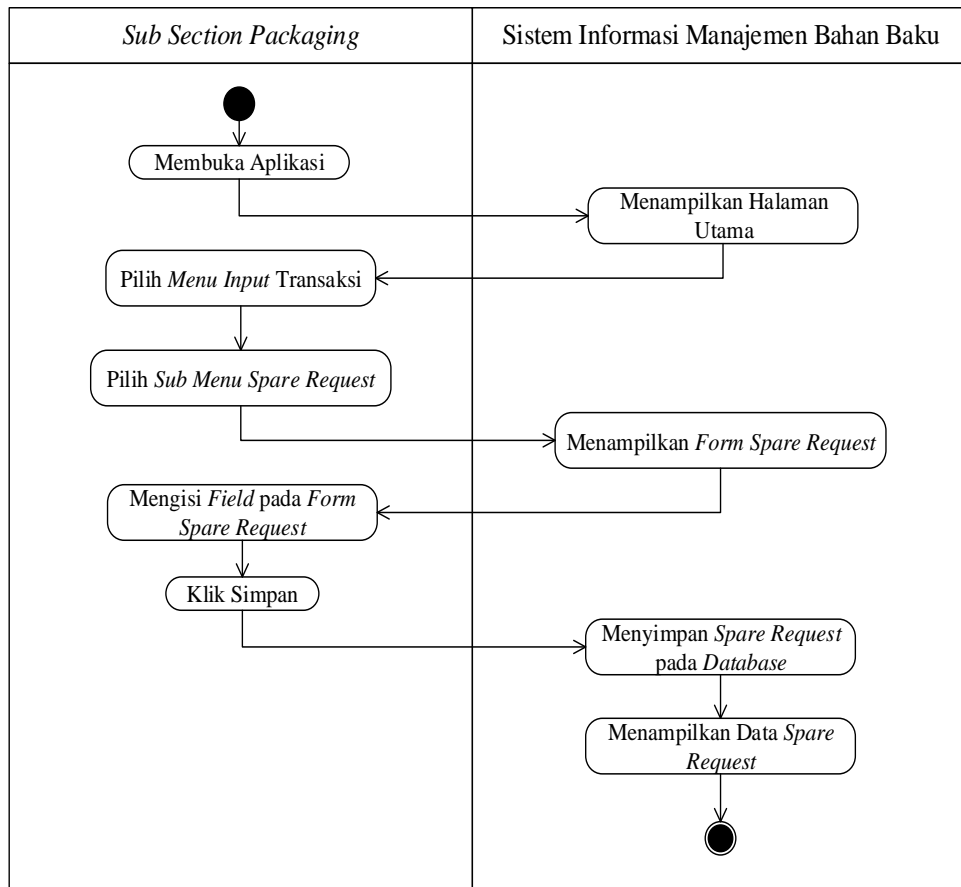 Sub Section Packaging
Sistem Informasi Manajemen Bahan Baku
Membuka Aplikasi
Menampilkan Halaman
Utama
Pilih Menu Input Transaksi
Pilih Sub Menu Spare Request
Menampilkan Form Spare Request
Mengisi Field pada Form
Spare Request
Klik Simpan
Menyimpan Spare Request
pada Database
Menampilkan Data Spare
Request